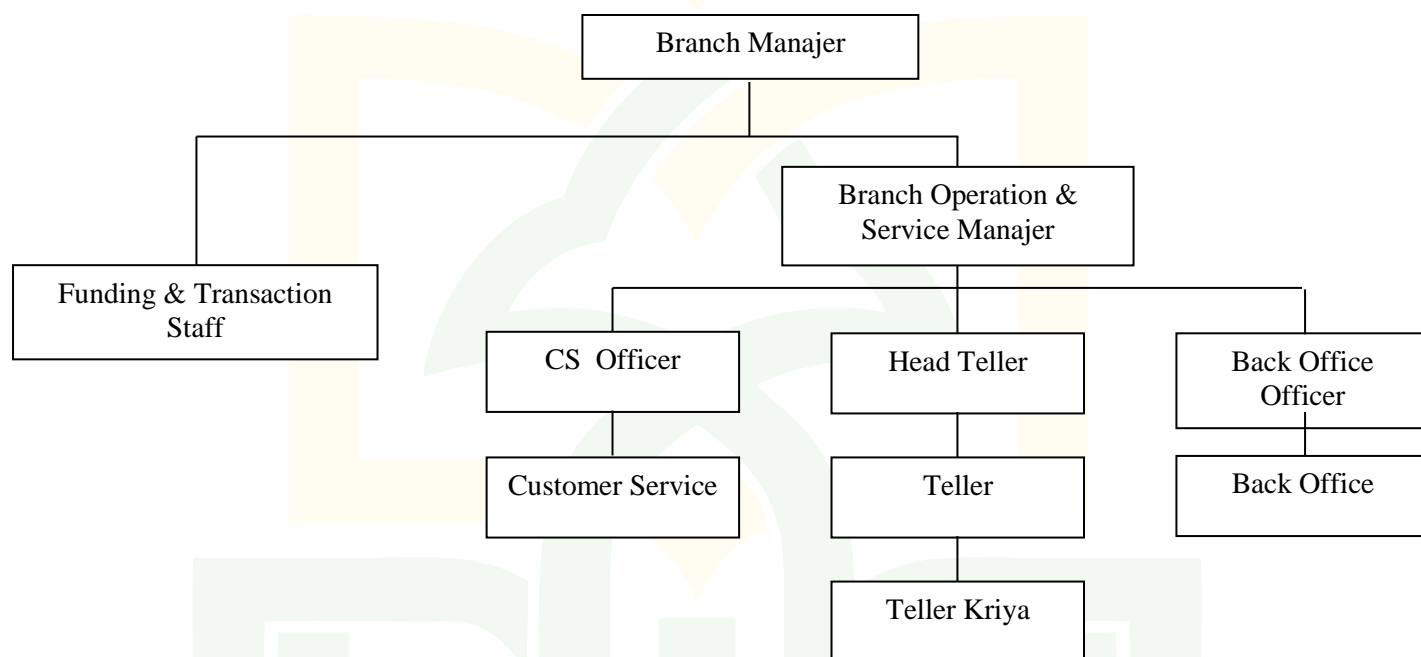 Branch Manajer
Branch Operation &
Service Manajer
Funding & Transaction
Staff
CS Officer
Head Teller
Back Office
Officer
Customer Service
Teller
Back Office
Teller Kriya